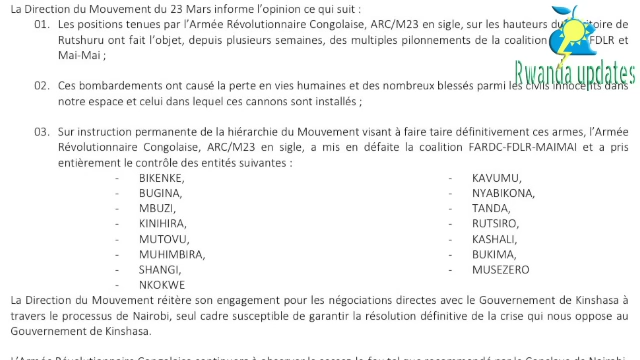 La Direction du Mouvement du 23 Mars informe l'opinion ce qui suit :
01. Les positions tenues par l'Armée Révolutionnaire Congolaise, ARC/M23 en sigle, sur les hauteurs du de
Rutshuru ont fait l'objet, depuis plusieurs semaines, des multiples pilonnements de la coalition et
Mai-Mai ;
02. Ces bombardements ont causé la perte en vies humaines et des nombreux blessés parmi les civils innocents dans
notre espace et celui dans lequel ces cannons sont installés ;
03. Sur instruction permanente de la hiérarchie du Mouvement visant à faire taire définitivement ces armes, l'Armée
Révolutionnaire Congolaise, ARC/M23 en sigle, a mis en défaite la coalition FARDC-FDLR-MAIMAI et a pris
entièrement le contrôle des entités suivantes :
- BIKENKE,
- BUGINA,
- MBUZI,
- KINIHIRA,
- MUTOVU,
- MUHIMBIRA,
- SHANGI,
- NKOKWE
- KAVUMU,
- NYABIKONA,
- TANDA,
- RUTSIRO,
- KASHALI,
- BUKIMA,
- MUSEZERO
La Direction du Mouvement réitère son engagement pour les négociations directes avec le Gouvernement de Kinshasa à
travers le processus de Nairobi, seul cadre susceptible de garantir la résolution définitive de la crise qui nous oppose au
Gouvernement de Kinshasa.
Rwanda updates